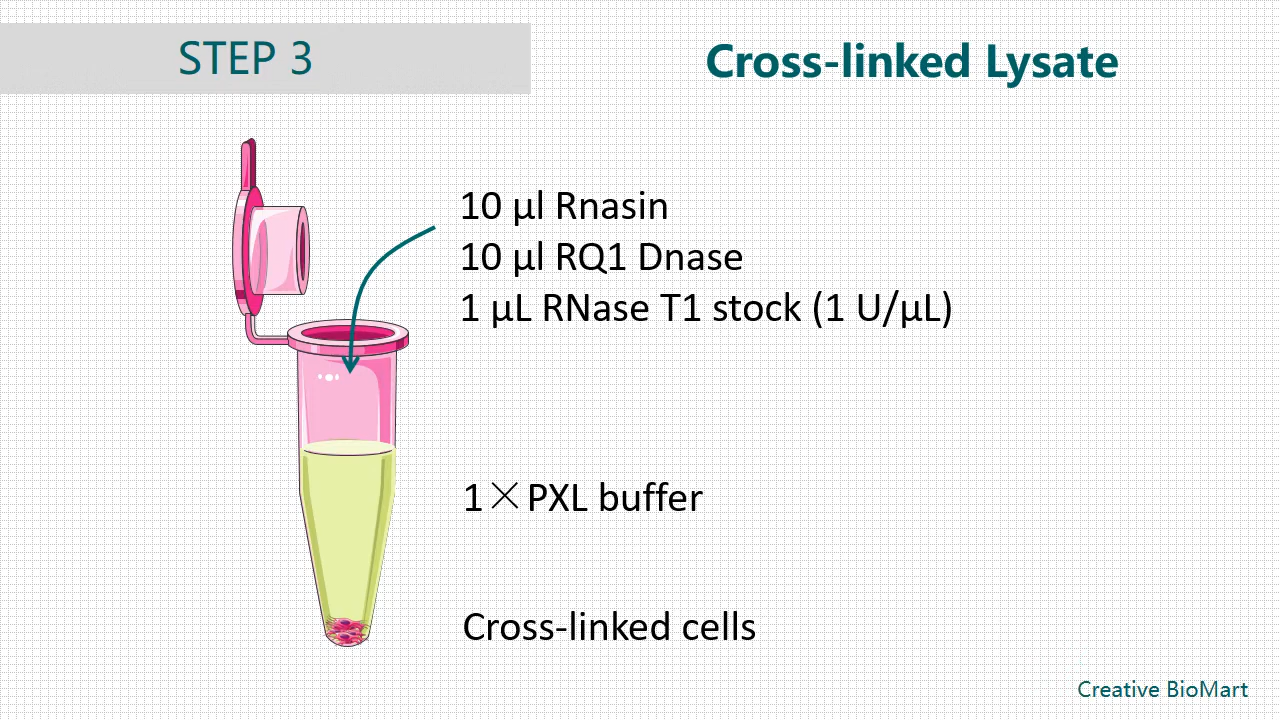 STEP 3
Cross-linked Lysate
10 µl Rnasin
10 µl RQ1 Dnase
1 µL RNase T1 stock (1 U/µL)
1×PXL buffer
Cross-linked cells
Creative BioMart